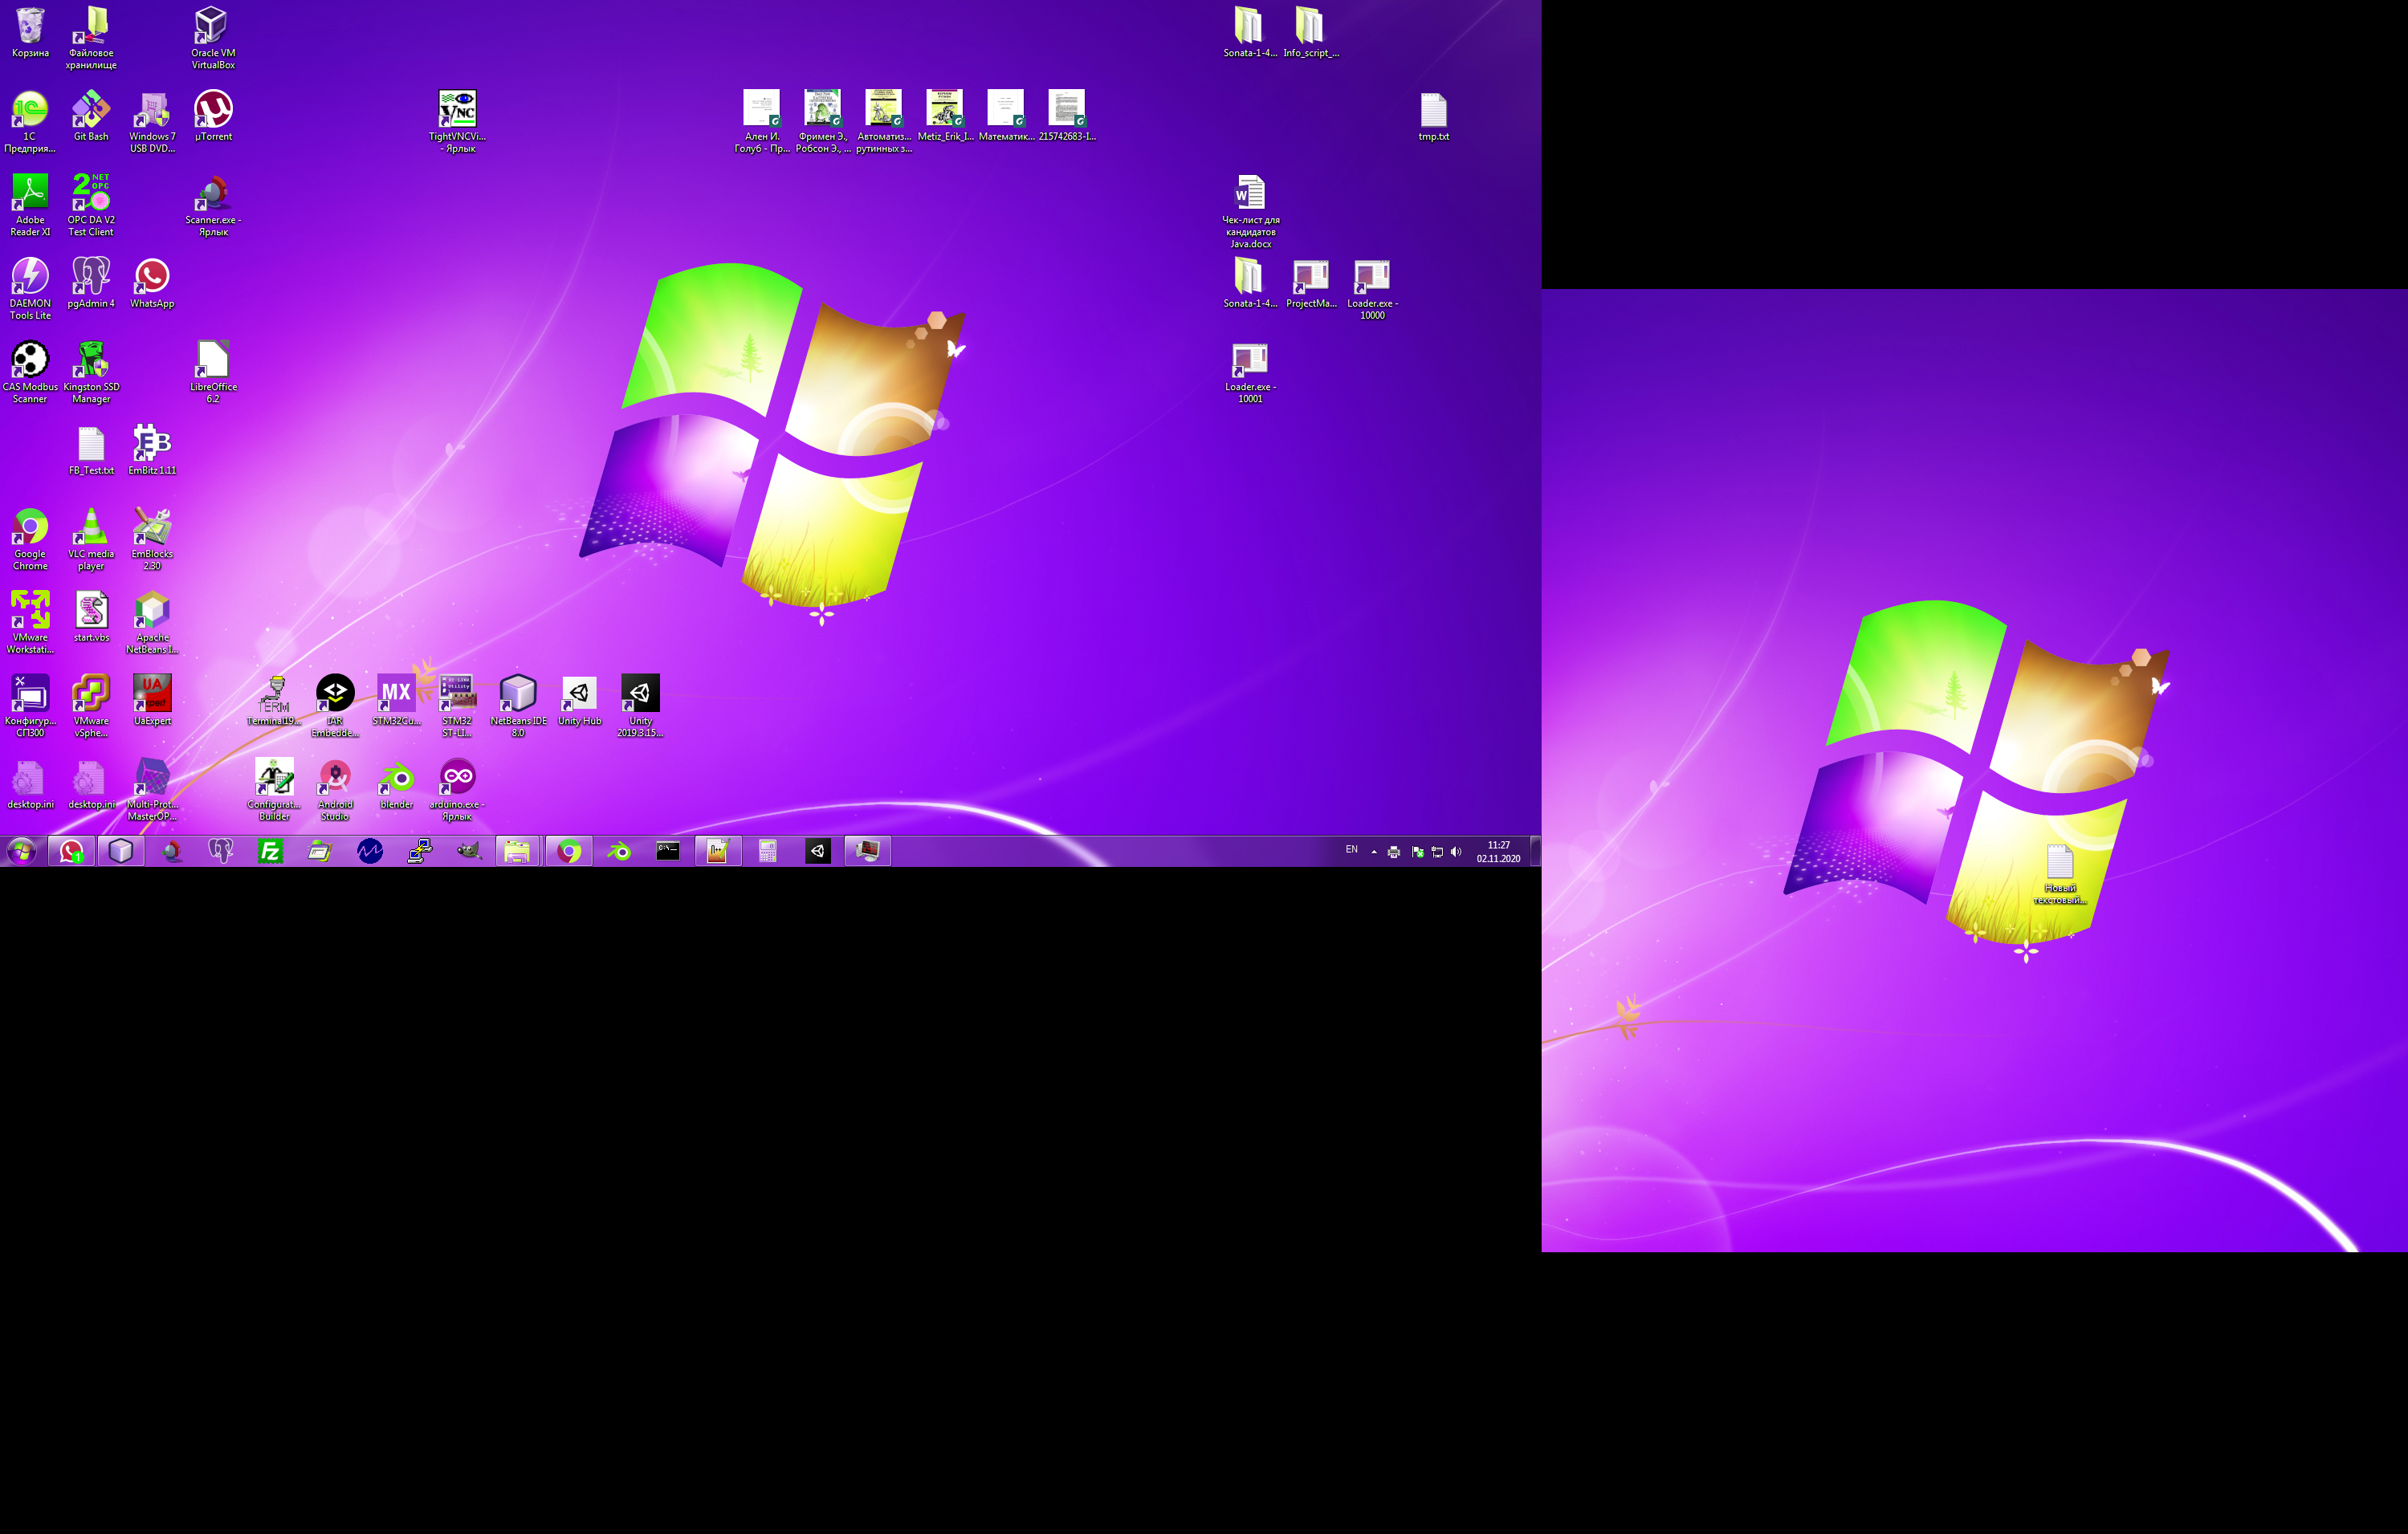 Корзина
Файловое
хранилище
Oracle VM
VirtualBox
Sonata-1-4...
Info_script_...
1С
Предприя...
Git Bash
Windows 7
USB DVD...
µTorrent
TightVNCVi...
- Ярлык
Ален И.
Голуб - Пр...
Фримен Э.,
Робсон Э., ...
Автоматиз...
рутинных з...
Metiz_Erik_I...
Математик...
215742683-I...
tmp.txt
Adobe
Reader XI
OPC DA V2
Test Client
Scanner.exe -
Ярлык
Чек-лист для
кандидатов
Java.docx
DAEMON
Tools Lite
pgAdmin 4
WhatsApp
Sonata-1-4...
ProjectMa...
Loader.exe -
10000
CAS Modbus
Scanner
Kingston SSD
Manager
LibreOffice
6.2
Loader.exe -
10001
FB_Test.txt
EmBitz 1.11
Google
Chrome
VLC media
player
EmBlocks
2.30
VMware
Workstati...
start.vbs
Apache
NetBeans I...
Конфигур...
СП300
VMware
vSphe...
UaExpert
Terminal19...
IAR
Embedde...
STM32Cu...
STM32
ST-LI...
NetBeans IDE
8.0
Unity Hub
Unity
2019.3.15...
desktop.ini
desktop.ini
Multi-Prot...
MasterOP...
Configurat...
Builder
Android
Studio
blender
arduino.exe -
Ярлык
EN
11:27
02.11.2020
Новый
текстовый...